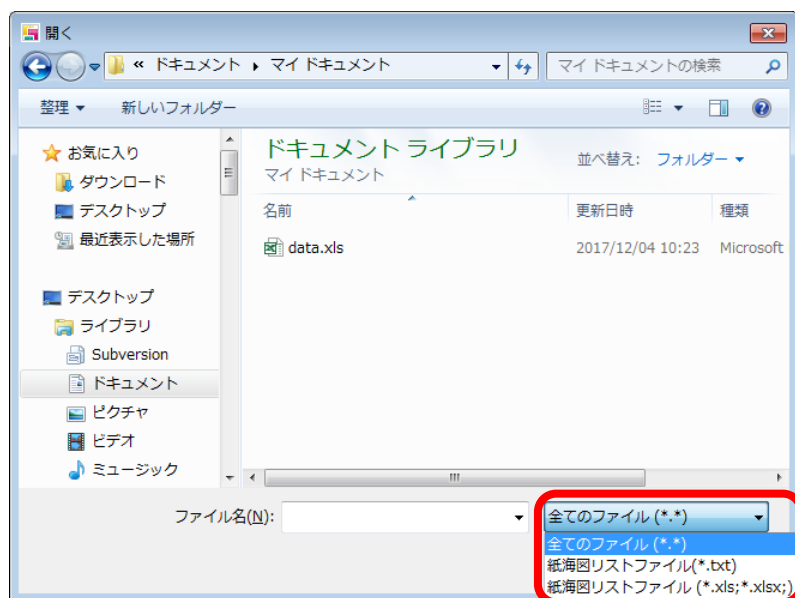 開く
« ドキュメント ▸ マイ ドキュメント
マイ ドキュメントの検索
整理 ▼ 新しいフォルダー
お気に入り
ダウンロード
デスクトップ
最近表示した場所
デスクトップ
ライブラリ
Subversion
ドキュメント
ピクチャ
ビデオ
ミュージック
ドキュメント ライブラリ
マイ ドキュメント
並べ替え: フォルダー ▼
名前 更新日時 種類
data.xls 2017/12/04 10:23 Microsoft
ファイル名(N):
全てのファイル (*.*)
全てのファイル (*.*)
紙海図リストファイル(*.txt)
紙海図リストファイル (*.xls;*.xlsx;)